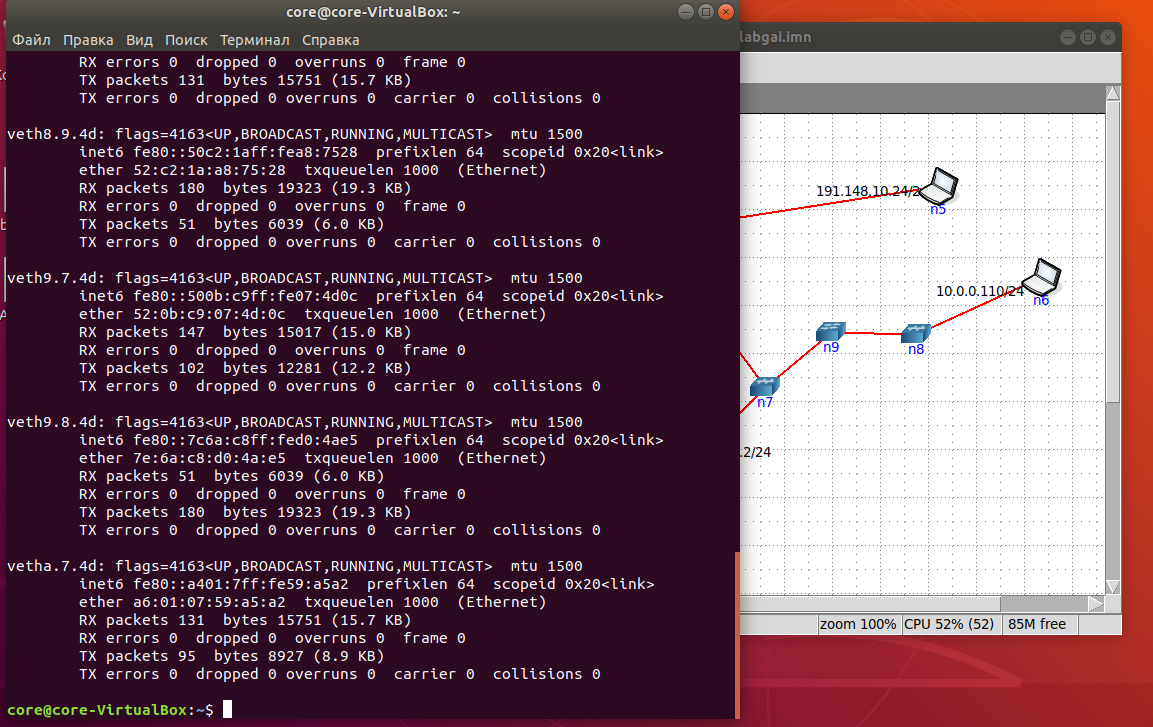 core@core-VirtualBox: ~
Файл Правка Вид Поиск Терминал Справка
RX errors 0 dropped 0 overruns 0 frame 0
TX packets 131 bytes 15751 (15.7 KB)
TX errors 0 dropped 0 overruns 0 carrier 0 collisions 0
veth8.9.4d: flags=4163<UP,BROADCAST,RUNNING,MULTICAST> mtu 1500
inet6 fe80::50c2:1aff:fea8:7528 prefixlen 64 scopeid 0x20<link>
ether 52:c2:1a:a8:75:28 txqueuelen 1000 (Ethernet)
RX packets 180 bytes 19323 (19.3 KB)
RX errors 0 dropped 0 overruns 0 frame 0
TX packets 51 bytes 6039 (6.0 KB)
TX errors 0 dropped 0 overruns 0 carrier 0 collisions 0
veth9.7.4d: flags=4163<UP,BROADCAST,RUNNING,MULTICAST> mtu 1500
inet6 fe80::500b:c9ff:fe07:4d0c prefixlen 64 scopeid 0x20<link>
ether 52:0b:c9:07:4d:0c txqueuelen 1000 (Ethernet)
RX packets 147 bytes 15017 (15.0 KB)
RX errors 0 dropped 0 overruns 0 frame 0
TX packets 102 bytes 12281 (12.2 KB)
TX errors 0 dropped 0 overruns 0 carrier 0 collisions 0
veth9.8.4d: flags=4163<UP,BROADCAST,RUNNING,MULTICAST> mtu 1500
inet6 fe80::7c6a:c8ff:fed0:4ae5 prefixlen 64 scopeid 0x20<link>
ether 7e:6a:c8:d0:4a:e5 txqueuelen 1000 (Ethernet)
RX packets 51 bytes 6039 (6.0 KB)
RX errors 0 dropped 0 overruns 0 frame 0
TX packets 180 bytes 19323 (19.3 KB)
TX errors 0 dropped 0 overruns 0 carrier 0 collisions 0
vetha.7.4d: flags=4163<UP,BROADCAST,RUNNING,MULTICAST> mtu 1500
inet6 fe80::a401:7ff:fe59:a5a2 prefixlen 64 scopeid 0x20<link>
ether a6:01:07:59:a5:a2 txqueuelen 1000 (Ethernet)
RX packets 131 bytes 15751 (15.7 KB)
RX errors 0 dropped 0 overruns 0 frame 0
TX packets 95 bytes 8927 (8.9 KB)
TX errors 0 dropped 0 overruns 0 carrier 0 collisions 0
core@core-VirtualBox:~$
labgai.imn
191.148.10.24/2
n5
10.0.0.110/24
n6
n9
n8
n7
.2/24
zoom 100%
CPU 52% (52)
85M free